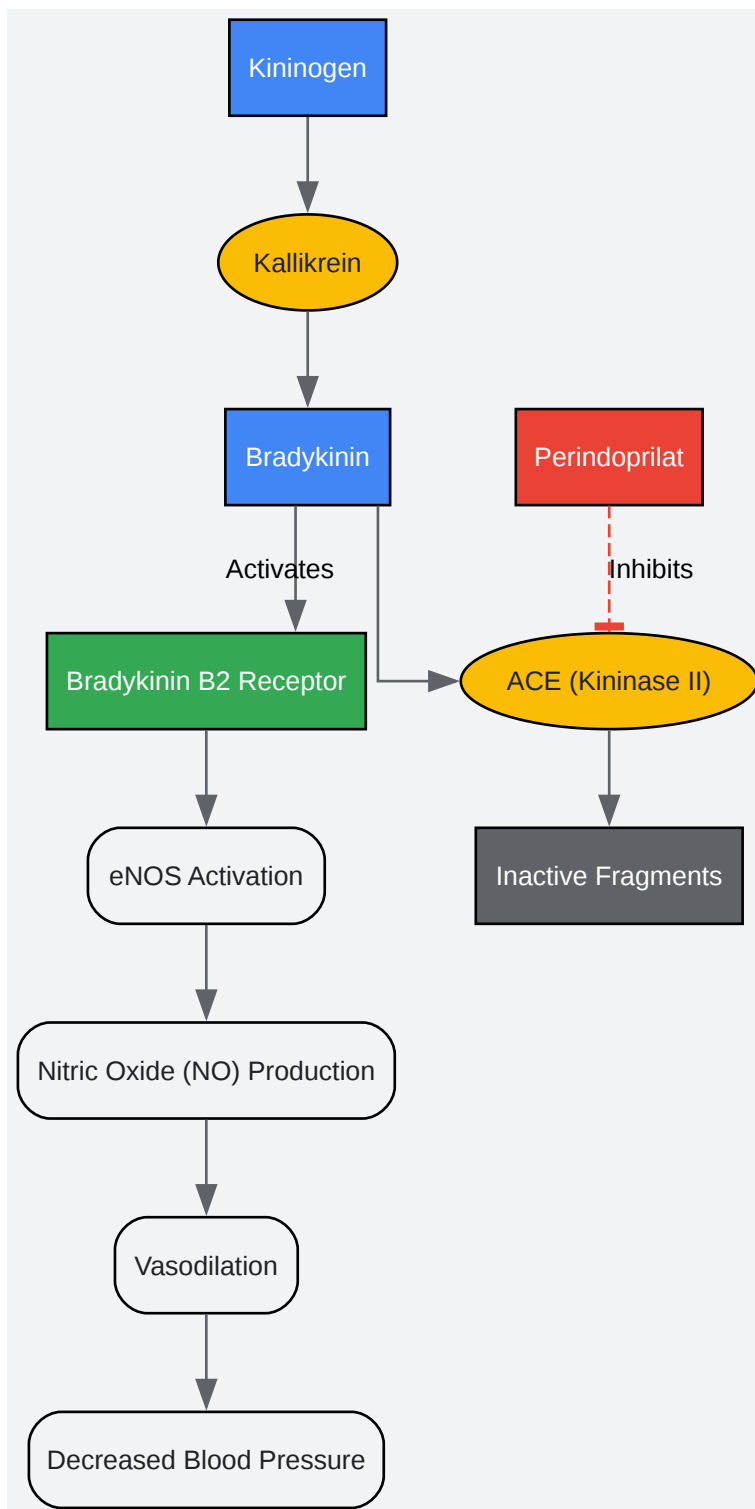 Kininogen
Kallikrein
Bradykinin
Perindoprilat
Activates
Inhibits
Bradykinin B2 Receptor
ACE (Kininase II)
eNOS Activation
Inactive Fragments
Nitric Oxide (NO) Production
Vasodilation
Decreased Blood Pressure